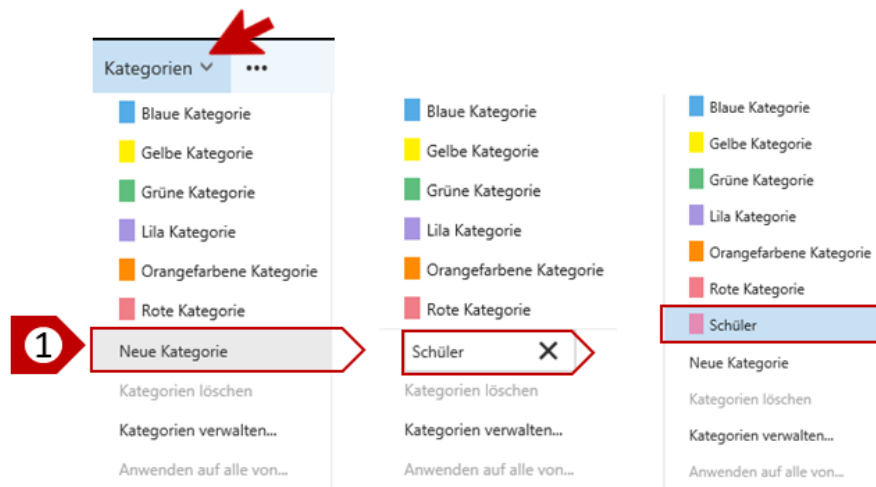 Kategorien
•••
Blaue Kategorie
Gelbe Kategorie
Grüne Kategorie
Lila Kategorie
Orangefarbene Kategorie
Rote Kategorie
1
Neue Kategorie
Kategorien löschen
Kategorien verwalten...
Anwenden auf alle von...
Blaue Kategorie
Gelbe Kategorie
Grüne Kategorie
Lila Kategorie
Orangefarbene Kategorie
Rote Kategorie
Schüler
Kategorien löschen
Kategorien verwalten...
Anwenden auf alle von...
Blaue Kategorie
Gelbe Kategorie
Grüne Kategorie
Lila Kategorie
Orangefarbene Kategorie
Rote Kategorie
Schüler
Neue Kategorie
Kategorien löschen
Kategorien verwalten...
Anwenden auf alle von...